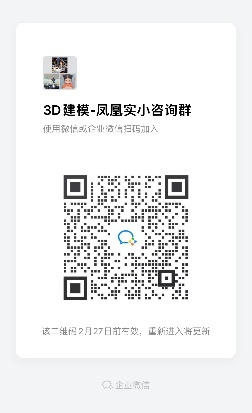 3D建模-凤凰实小咨询群
使用微信或企业微信扫码加入
该二维码2月27日前有效，重新进入将更新
企业微信